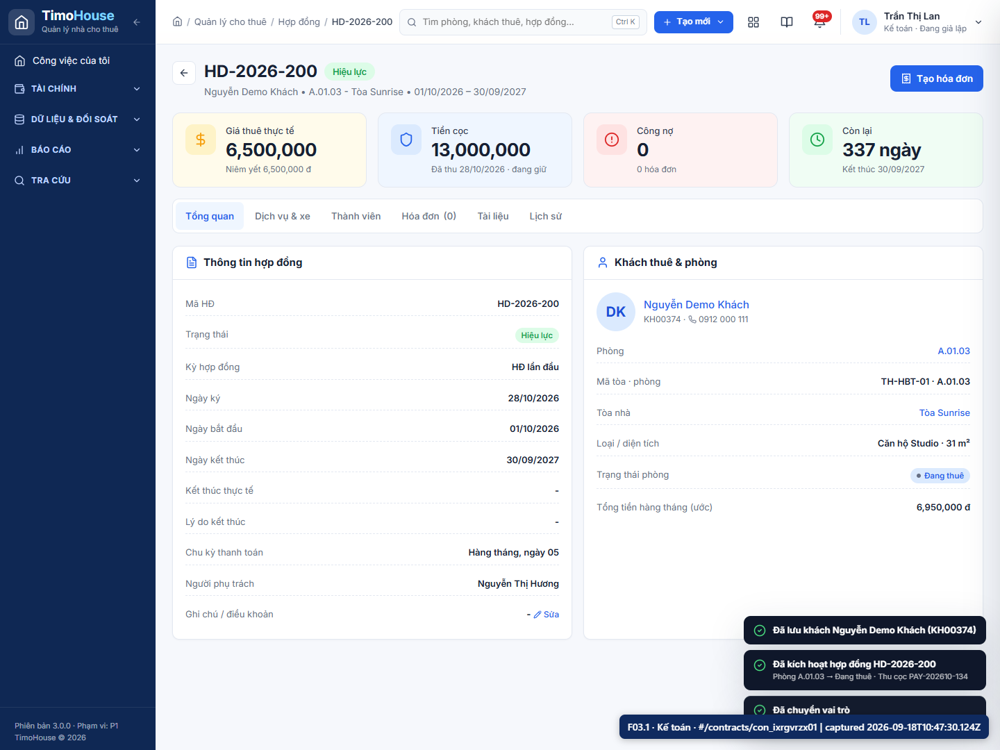 TimoHouse
Quản lý nhà cho thuê
Công việc của tôi
TÀI CHÍNH
DỮ LIỆU & ĐỐI SOÁT
BÁO CÁO
TRA CỨU
Phiên bản 3.0.0 · Phạm vi: P1
TimoHouse © 2026
/ Quản lý cho thuê / Hợp đồng / HD-2026-200
Tìm phòng, khách thuê, hợp đồng...
Ctrl K
Tạo mới
99+
TL
Trần Thị Lan
Kế toán · Đang giả lập
HD-2026-200
Hiệu lực
Nguyễn Demo Khách • A.01.03 - Tòa Sunrise • 01/10/2026 – 30/09/2027
Tạo hóa đơn
Giá thuê thực tế
6,500,000
Niêm yết 6,500,000 đ
Tiền cọc
13,000,000
Đã thu 28/10/2026 · đang giữ
Công nợ
0
0 hóa đơn
Còn lại
337 ngày
Kết thúc 30/09/2027
Tổng quan
Dịch vụ & xe
Thành viên
Hóa đơn (0)
Tài liệu
Lịch sử
Thông tin hợp đồng
Mã HĐ HD-2026-200
Trạng thái Hiệu lực
Kỳ hợp đồng HĐ lần đầu
Ngày ký 28/10/2026
Ngày bắt đầu 01/10/2026
Ngày kết thúc 30/09/2027
Kết thúc thực tế -
Lý do kết thúc -
Chu kỳ thanh toán Hàng tháng, ngày 05
Người phụ trách Nguyễn Thị Hương
Ghi chú / điều khoản - Sửa
Khách thuê & phòng
DK
Nguyễn Demo Khách
KH00374 · 0912 000 111
Phòng A.01.03
Mã tòa · phòng TH-HBT-01 · A.01.03
Tòa nhà Tòa Sunrise
Loại / diện tích Căn hộ Studio · 31 m²
Trạng thái phòng Đang thuê
Tổng tiền hàng tháng (ước) 6,950,000 đ
Đã lưu khách Nguyễn Demo Khách (KH00374)
Đã kích hoạt hợp đồng HD-2026-200
Phòng A.01.03 → Đang thuê · Thu cọc PAY-202610-134
Đã chuyển vai trò
F03.1 · Kế toán · #/contracts/con_ixrgvrzx01 | captured 2026-09-18T10:47:30.124Z